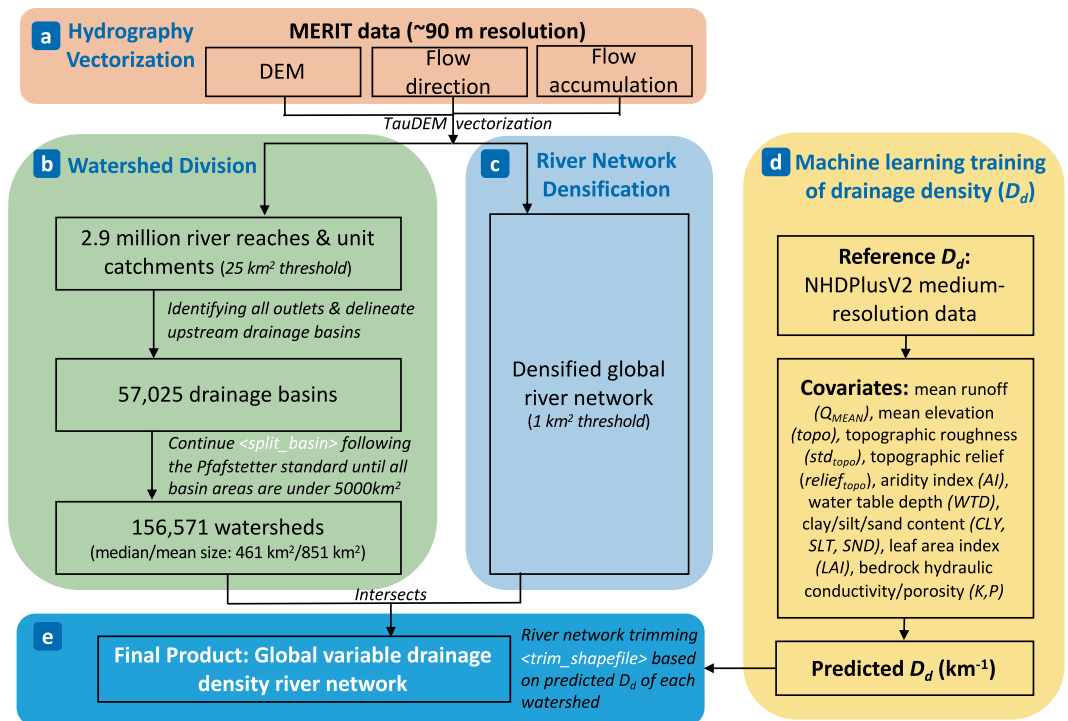 a Hydrography
Vectorization
MERIT data (~90 m resolution)
DEM
Flow
direction
Flow
accumulation
TauDEM vectorization
b Watershed Division
2.9 million river reaches & unit
catchments (25 km² threshold)
Identifying all outlets & delineate
upstream drainage basins
57,025 drainage basins
Continue <split_basin> following
the Pfafstetter standard until all
basin areas are under 5000km²
156,571 watersheds
(median/mean size: 461 km²/851 km²)
c River Network
Densification
Densified global
river network
(1 km² threshold)
Intersects
d Machine learning training
of drainage density (D_d)
Reference D_d:
NHDPlusV2 medium-
resolution data
Covariates: mean runoff
(Q_MEAN), mean elevation
(topo), topographic roughness
(std_topo), topographic relief
(relief_topo), aridity index (AI),
water table depth (WTD),
clay/silt/sand content (CLY,
SLT, SND), leaf area index
(LAI), bedrock hydraulic
conductivity/porosity (K,P)
Predicted D_d (km⁻¹)
e
Final Product: Global variable drainage
density river network
River network trimming
<trim_shapefile> based
on predicted D_d of each
watershed